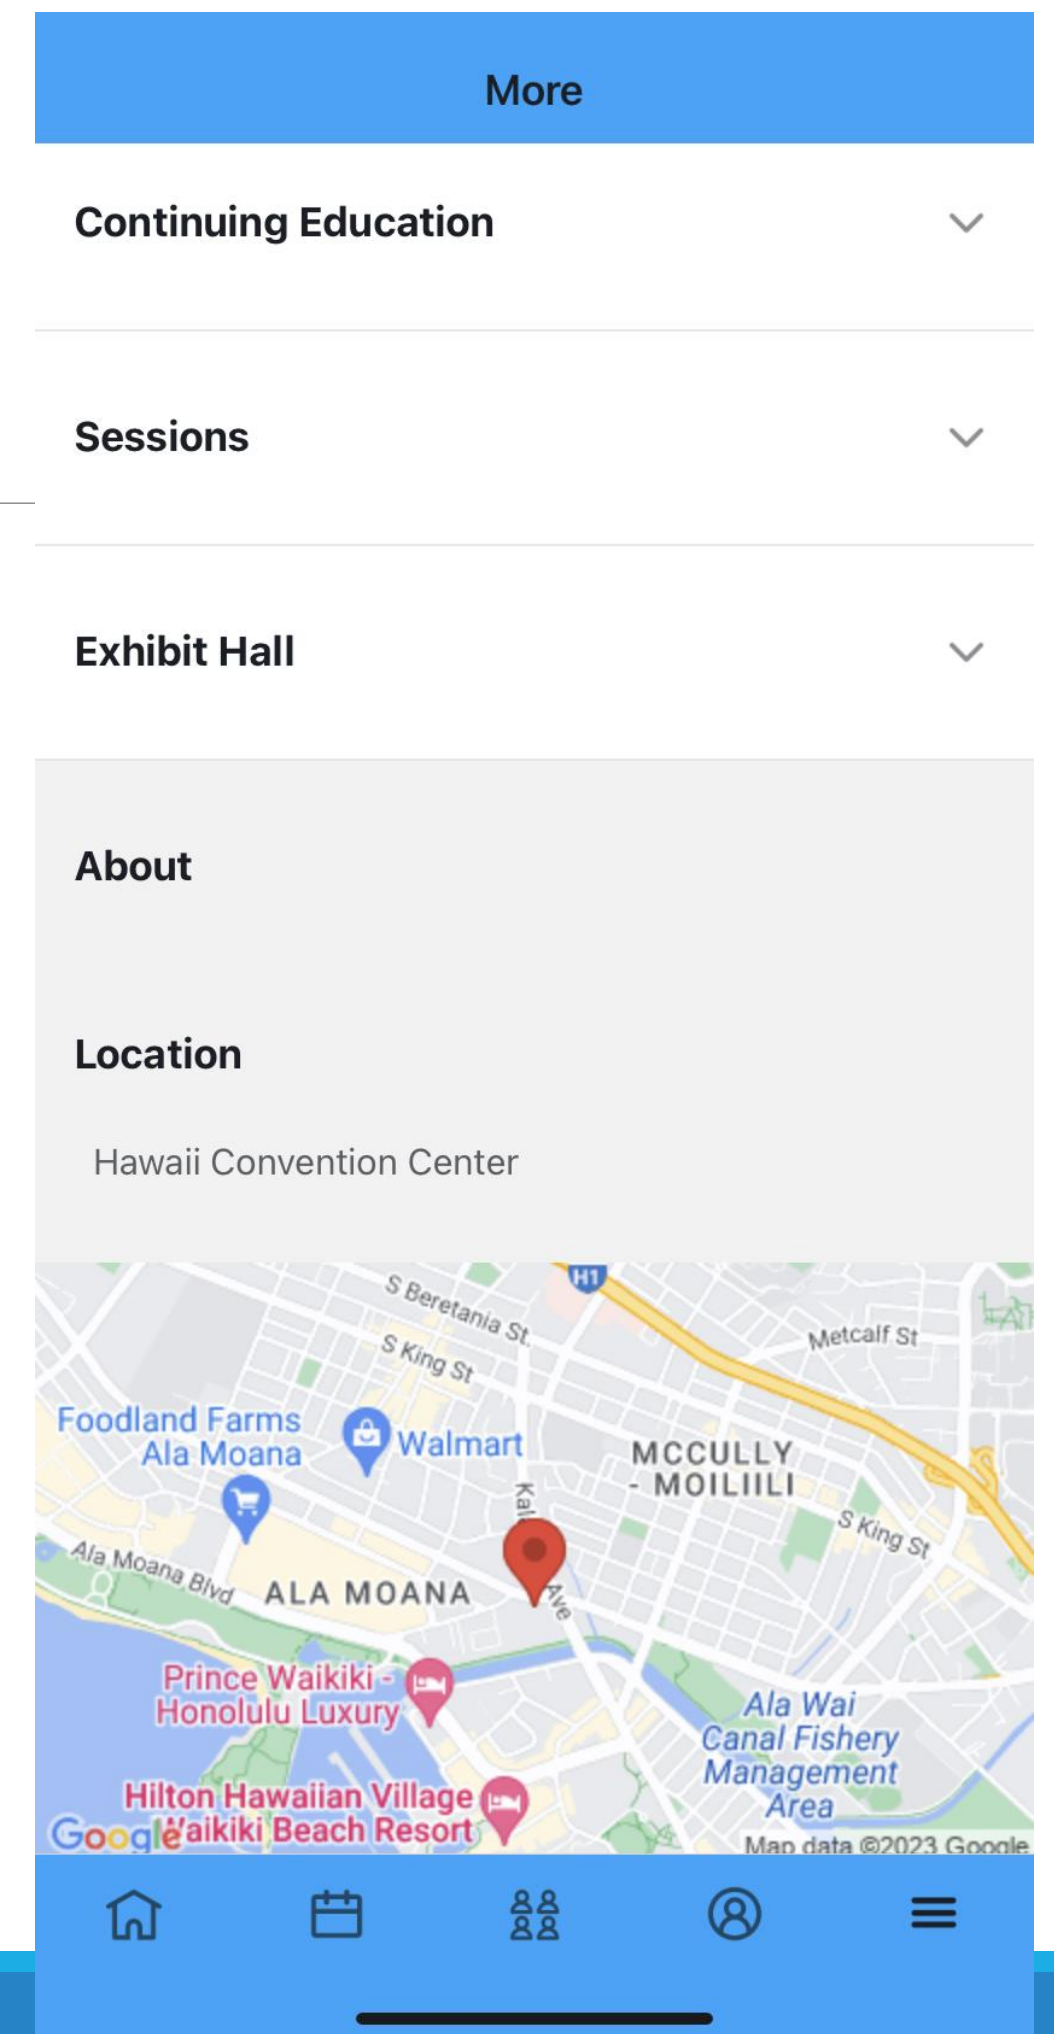 More
Continuing Education
Sessions
Exhibit Hall
About
Location
Hawaii Convention Center
H1
S Beretania St.
Metcalf St
S King St
Foodland Farms
Ala Moana
Walmart
MCCULLY
- MOILIILI
Kal
S King St
Ala Moana Blvd
ALA MOANA
Ave
Prince Waikiki -
Honolulu Luxury
Ala Wai
Canal Fishery
Management
Area
Hilton Hawaiian Village
Waikiki Beach Resort
Google
Map data ©2023 Google